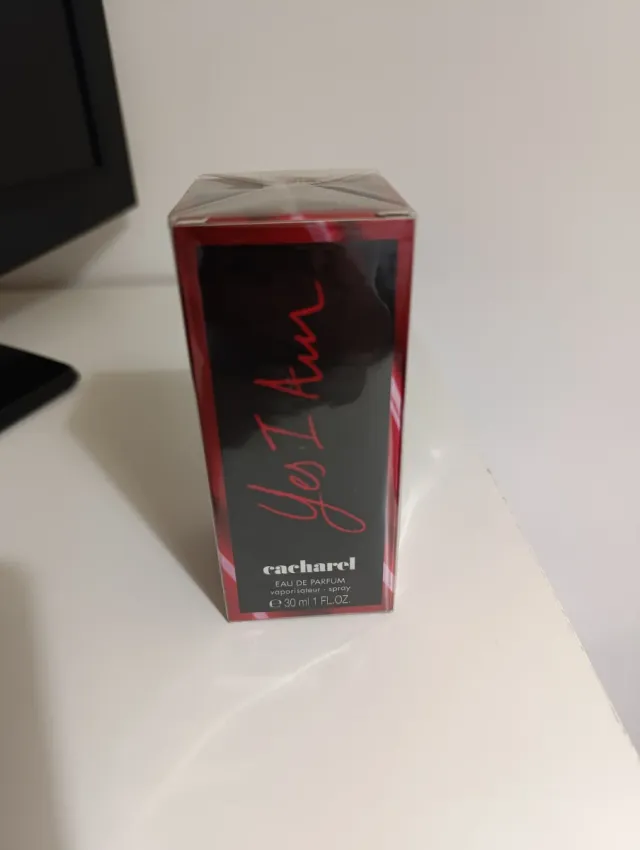 Yes I Am
cacharel
EAU DE PARFUM
vaporisateur - spray
℮ 30 ml 1 FL.OZ.